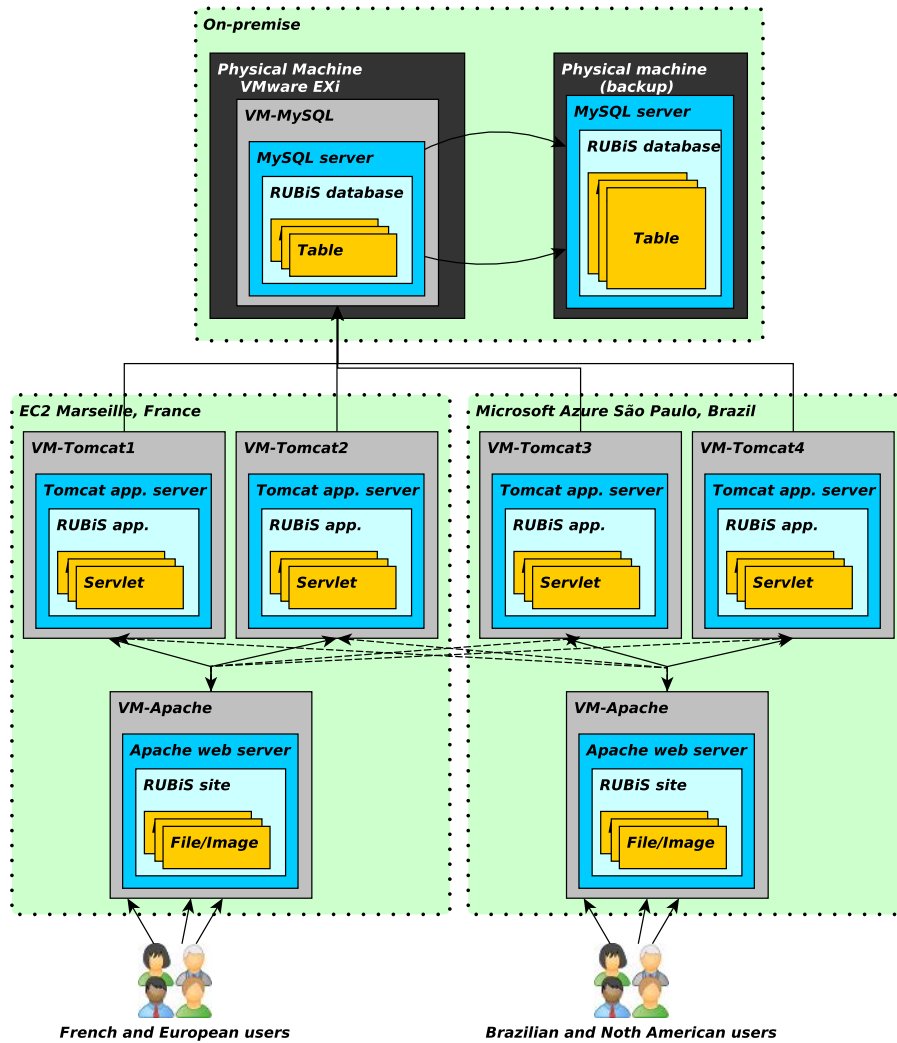 On-premise
Physical Machine
VMware EXi
VM-MySQL
MySQL server
RUBiS database
Table
Physical machine
(backup)
MySQL server
RUBiS database
Table
EC2 Marseille, France
VM-Tomcat1
Tomcat app. server
RUBiS app.
Servlet
VM-Tomcat2
Tomcat app. server
RUBiS app.
Servlet
Microsoft Azure São Paulo, Brazil
VM-Tomcat3
Tomcat app. server
RUBiS app.
Servlet
VM-Tomcat4
Tomcat app. server
RUBiS app.
Servlet
VM-Apache
Apache web server
RUBiS site
File/Image
VM-Apache
Apache web server
RUBiS site
File/Image
French and European users
Brazilian and Noth American users